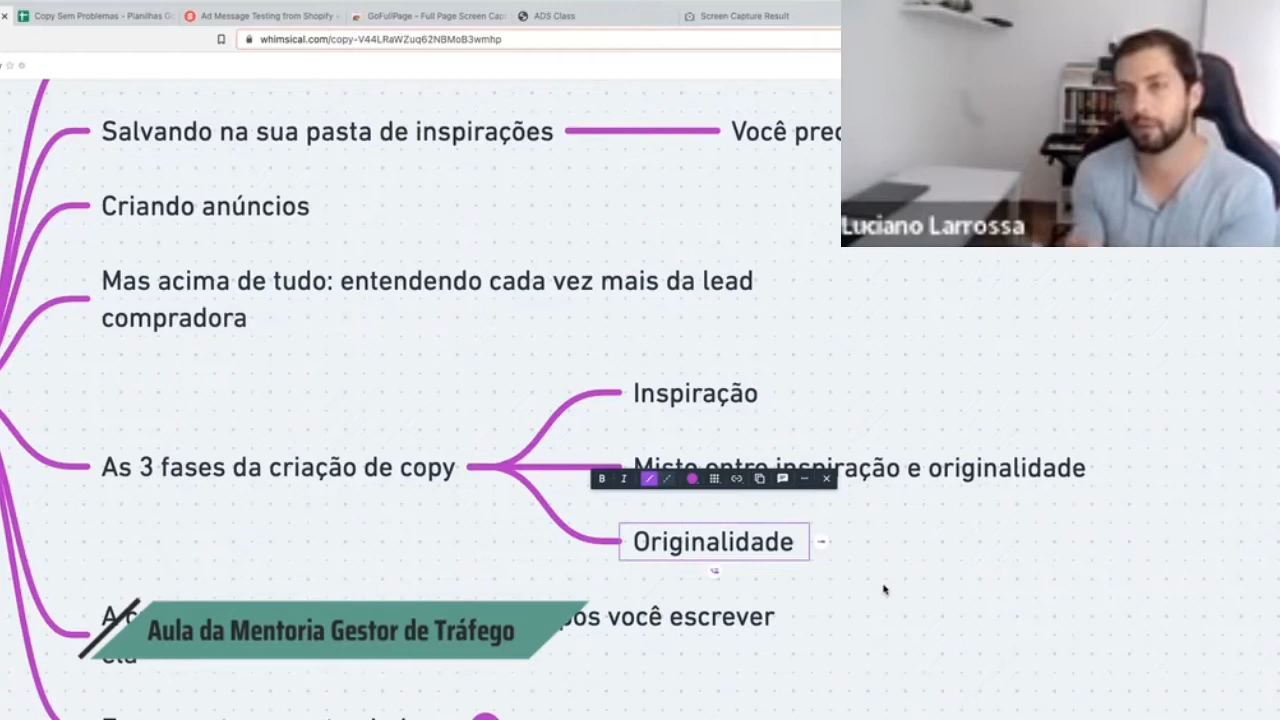 Copy Sem Problemas - Planilhas G
Ad Message Testing from Shopify
GoFullPage - Full Page Screen Cap
ADS Class
Screen Capture Result
whimsical.com/copy-V44LRaWZuq62NBMoB3wmhp
Salvando na sua pasta de inspirações
Você prec
Luciano Larrossa
Criando anúncios
Mas acima de tudo: entendendo cada vez mais da lead
compradora
Inspiração
As 3 fases da criação de copy
Misto entre inspiração e originalidade
B I
Originalidade
você escrever
Aula da Mentoria Gestor de Tráfego